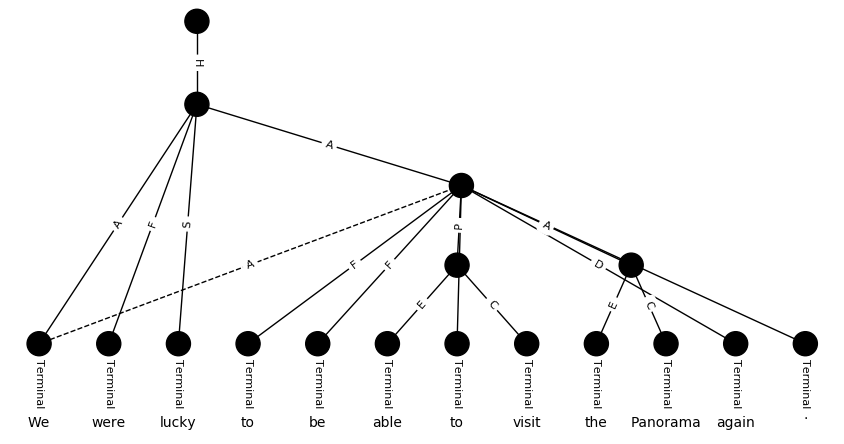 H
A
A F S
P A
A F F D
E C E C
Terminal Terminal Terminal Terminal Terminal Terminal Terminal Terminal Terminal Terminal Terminal Terminal
We were lucky to be able to visit the Panorama again .